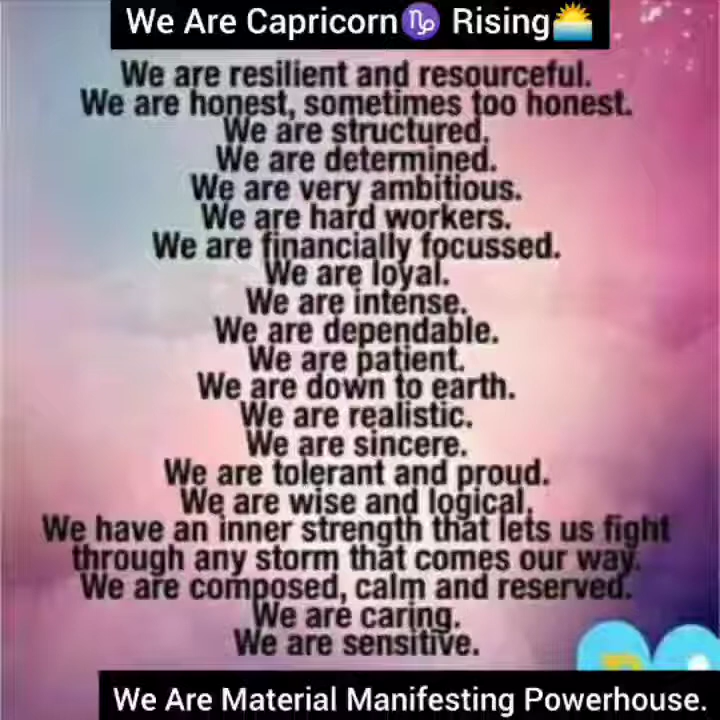 We Are Capricorn♑ Rising🌅
We are resilient and resourceful.
We are honest, sometimes too honest.
We are structured.
We are determined.
We are very ambitious.
We are hard workers.
We are financially focussed.
We are loyal.
We are intense.
We are dependable.
We are patient.
We are down to earth.
We are realistic.
We are sincere.
We are tolerant and proud.
We are wise and logical.
We have an inner strength that lets us fight
through any storm that comes our way.
We are composed, calm and reserved.
We are caring.
We are sensitive.
We Are Material Manifesting Powerhouse.